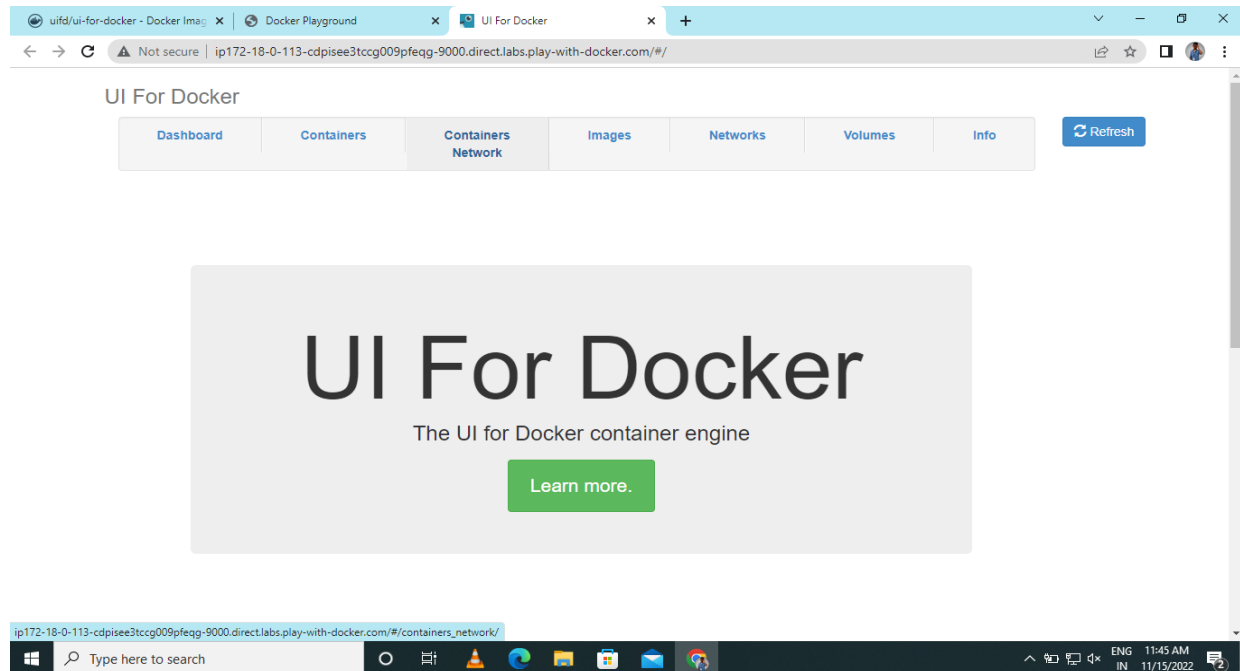 uifd/ui-for-docker - Docker Imag
Docker Playground
UI For Docker
Not secure
ip172-18-0-113-cdpisee3tccg009pfeqg-9000.direct.labs.play-with-docker.com/#/
UI For Docker
Dashboard
Containers
Containers
Network
Images
Networks
Volumes
Info
Refresh
UI For Docker
The UI for Docker container engine
Learn more.
ip172-18-0-113-cdpisee3tccg009pfeqg-9000.direct.labs.play-with-docker.com/#/containers_network/
Type here to search
ENG
IN
11:45 AM
11/15/2022
2